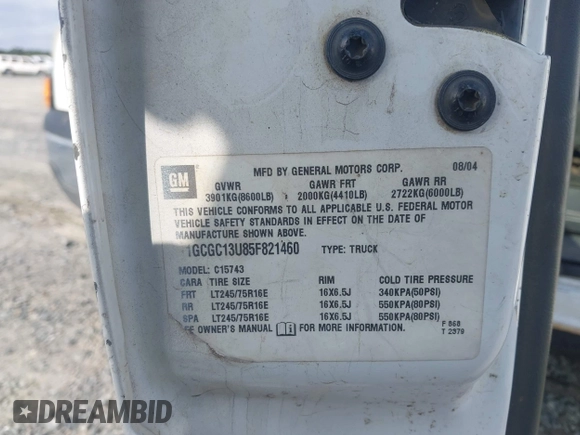 GM
MFD BY GENERAL MOTORS CORP. 08/04
GVWR GAWR FRT GAWR RR
3901KG(8600LB) 2000KG(4410LB) 2722KG(6000LB)
THIS VEHICLE CONFORMS TO ALL APPLICABLE U.S. FEDERAL MOTOR
VEHICLE SAFETY STANDARDS IN EFFECT ON THE DATE OF
MANUFACTURE SHOWN ABOVE.
1GCGC13U85F821460 TYPE: TRUCK
MODEL: C15743
CARA TIRE SIZE RIM COLD TIRE PRESSURE
FRT LT245/75R16E 16X6.5J 340KPA(50PSI)
RR LT245/75R16E 16X6.5J 550KPA(80PSI)
SPA LT245/75R16E 16X6.5J 550KPA(80PSI)
EE OWNER'S MANUAL FOR MORE INFORMATION.
F 868
T 2379
DREAMBID